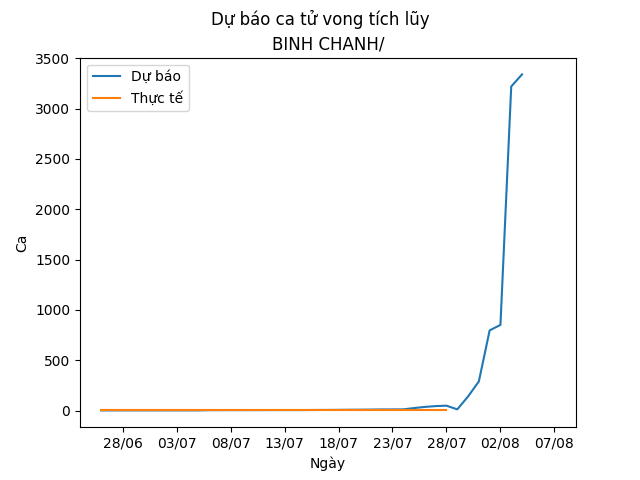 Dự báo ca tử vong tích lũy
BINH CHANH/
Dự báo
Thực tế
3500
3000
2500
2000
1500
1000
500
0
Ca
28/06 03/07 08/07 13/07 18/07 23/07 28/07 02/08 07/08
Ngày